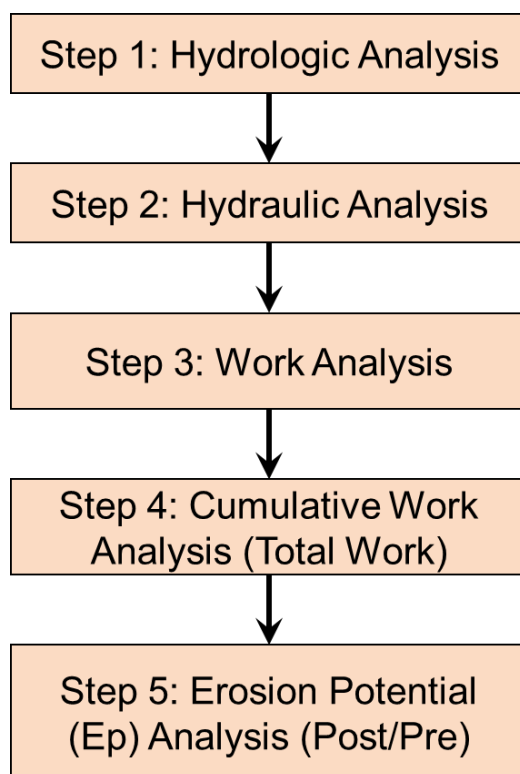 Step 1: Hydrologic Analysis
Step 2: Hydraulic Analysis
Step 3: Work Analysis
Step 4: Cumulative Work
Analysis (Total Work)
Step 5: Erosion Potential
(Ep) Analysis (Post/Pre)